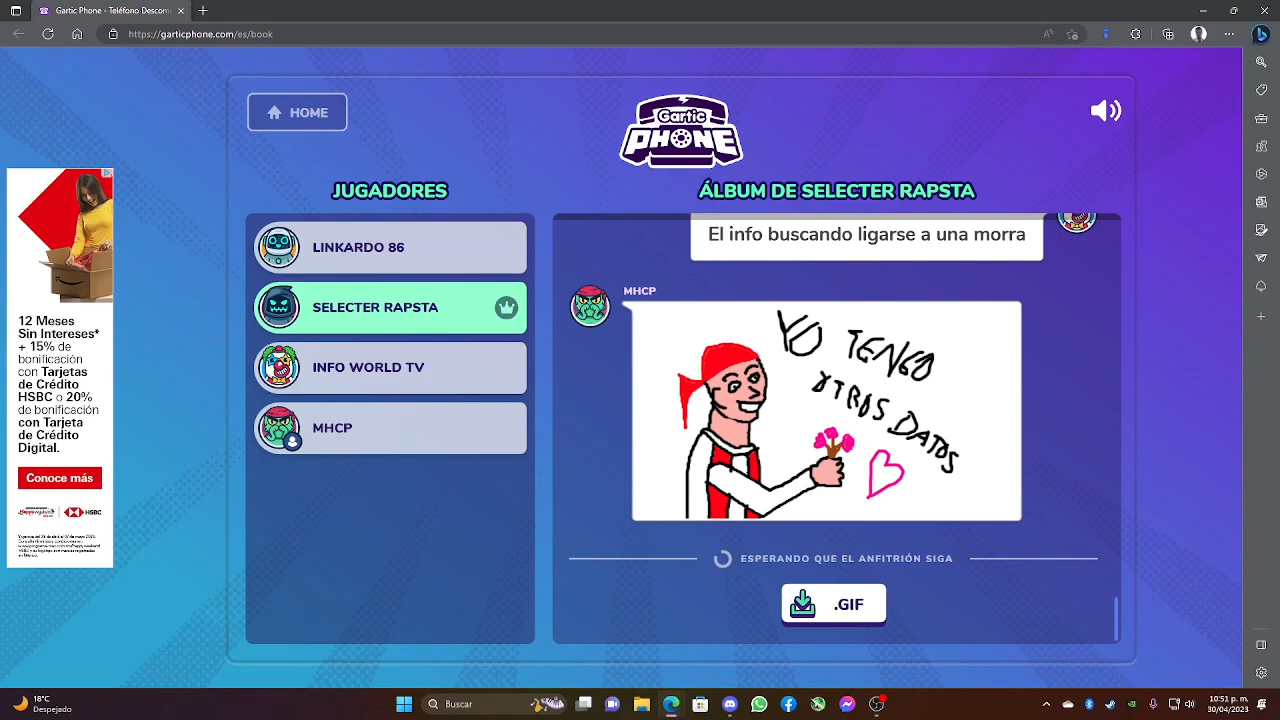 Gartic Phone - Teléfono Descom
https://garticphone.com/es/book
HOME
Gartic
PHONE
JUGADORES
ÁLBUM DE SELECTER RAPSTA
LINKARDO 86
SELECTER RAPSTA
INFO WORLD TV
MHCP
El info buscando ligarse a una morra
MHCP
YO TENGO
OTROS DATOS
ESPERANDO QUE EL ANFITRIÓN SIGA
.GIF
12 Meses
Sin Intereses*
+ 15% de
bonificación
con Tarjetas
de Crédito
HSBC o 20%
de bonificación
con Tarjeta
de Crédito
Digital.
Conoce más
HSBC
18°C
Despejado
Buscar
10:51 p. m.
30/04/2023